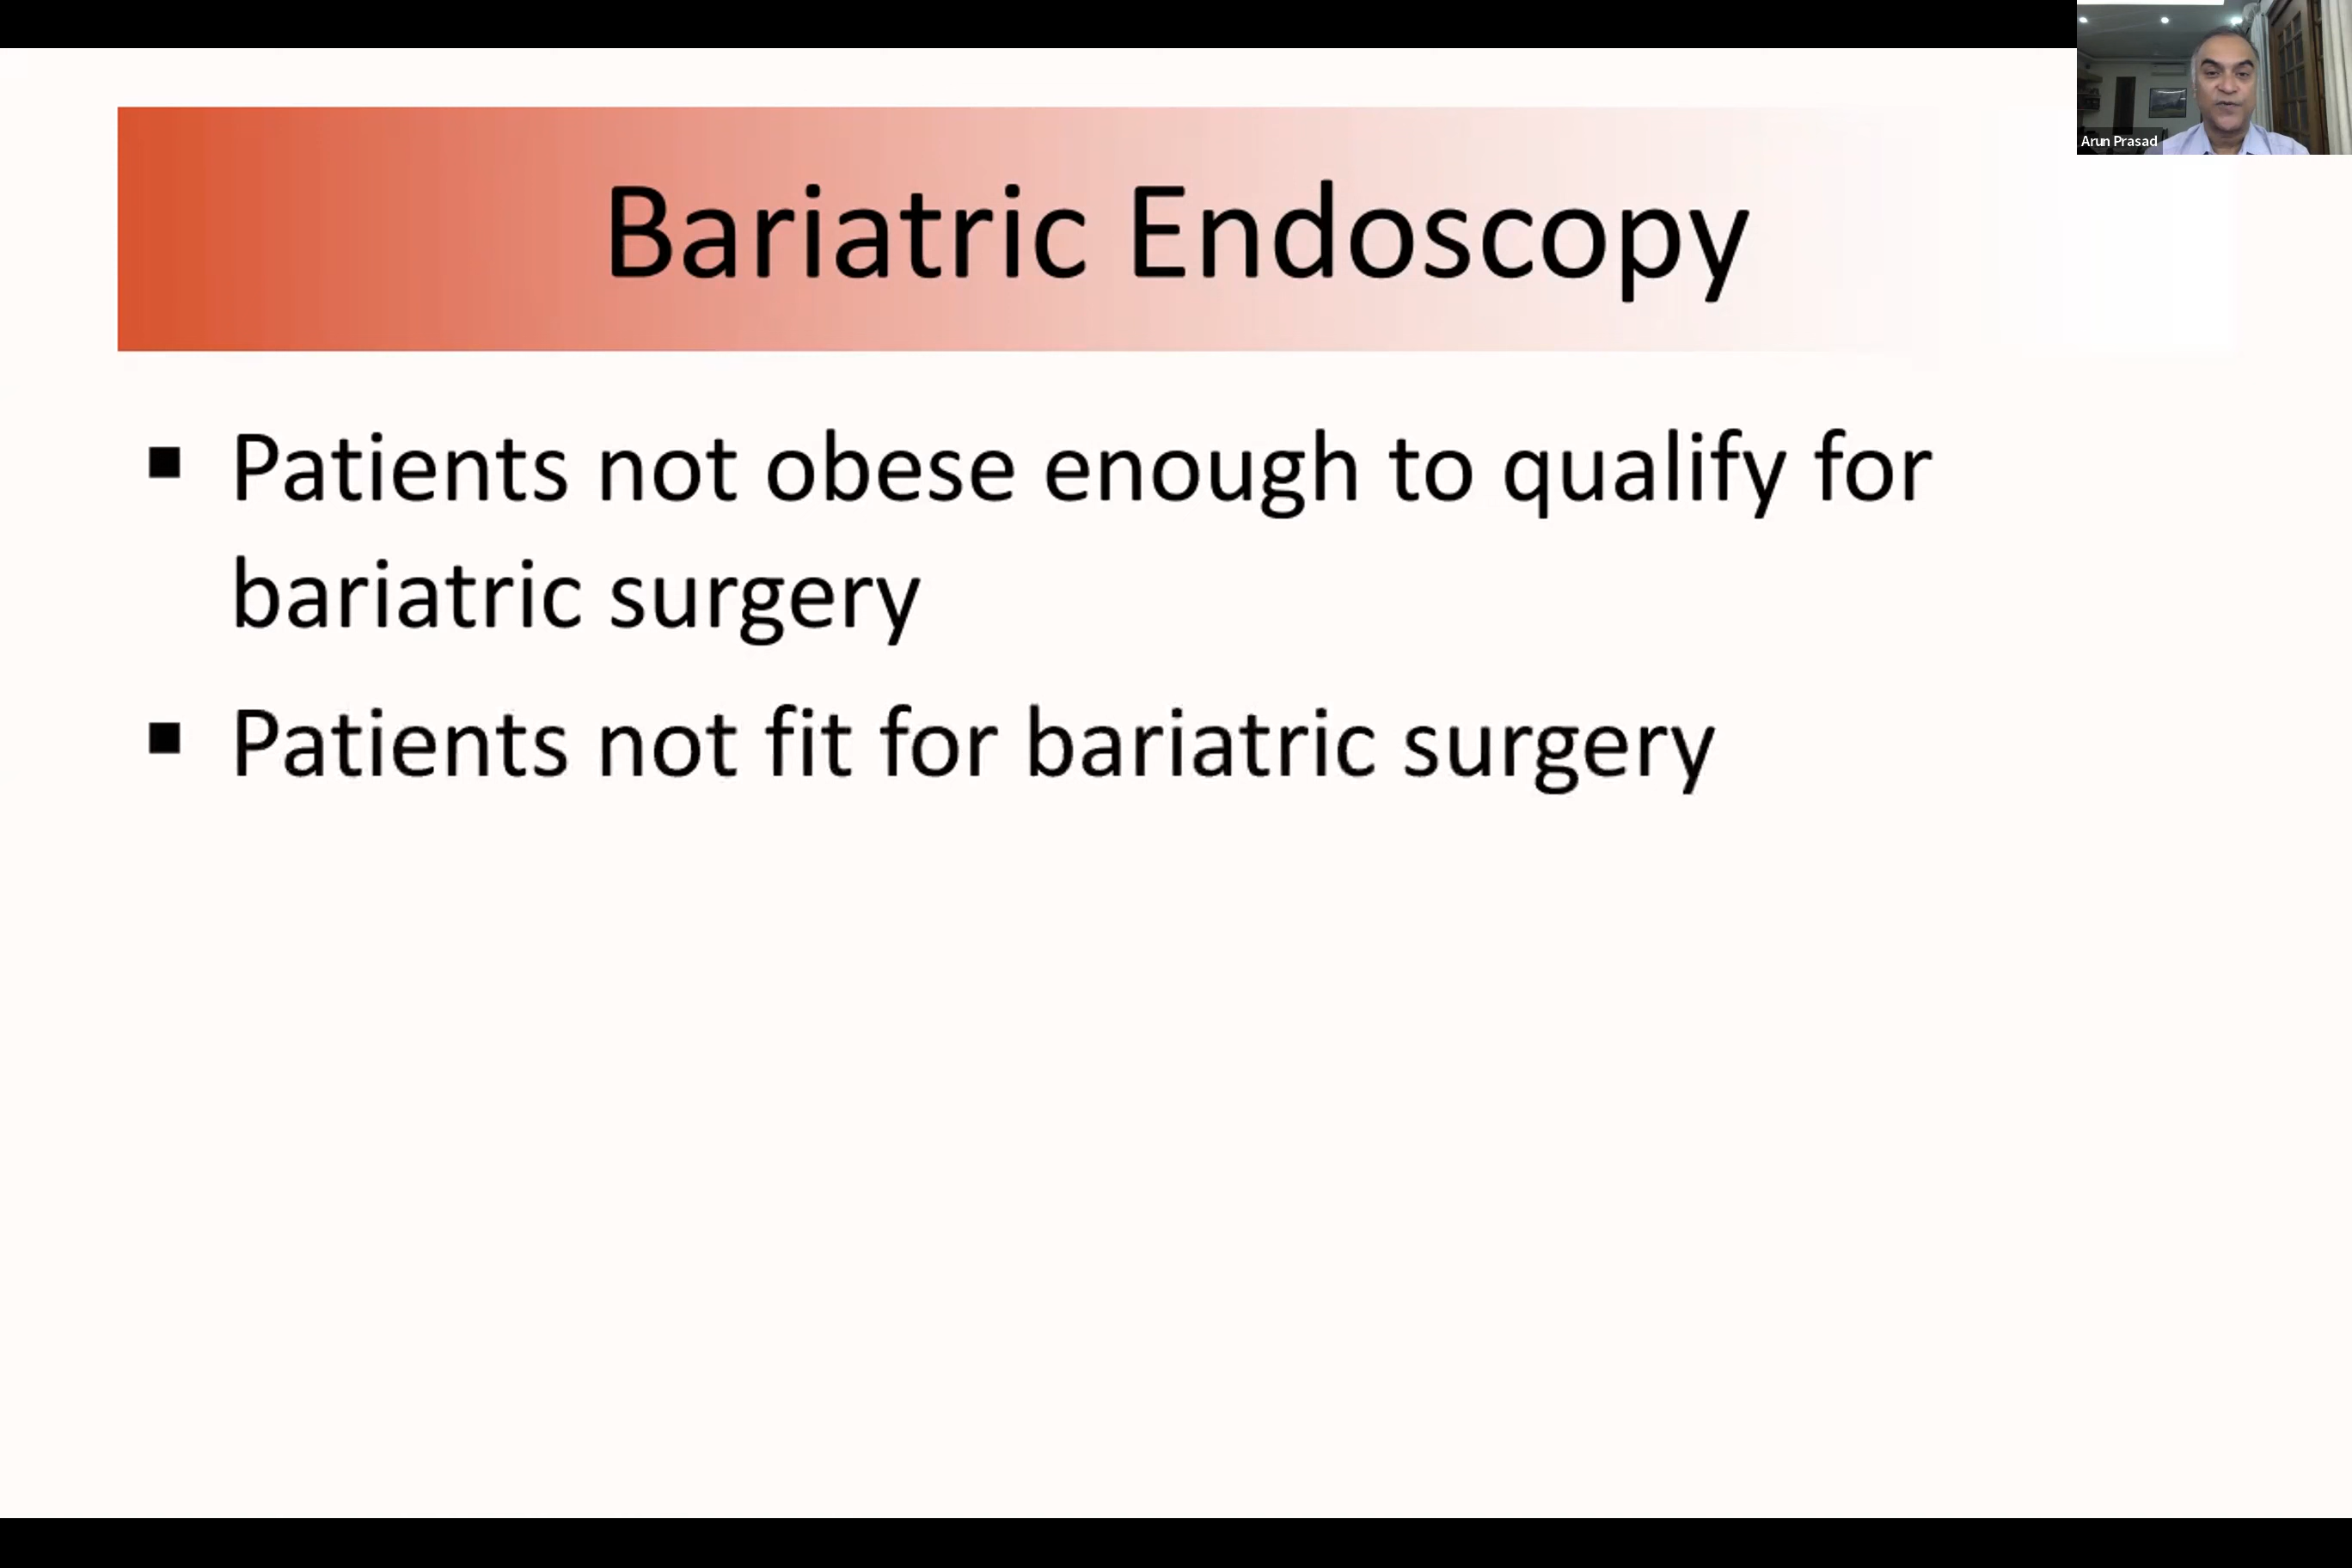 Arun Prasad
Bariatric Endoscopy
▪ Patients not obese enough to qualify for
bariatric surgery
▪ Patients not fit for bariatric surgery